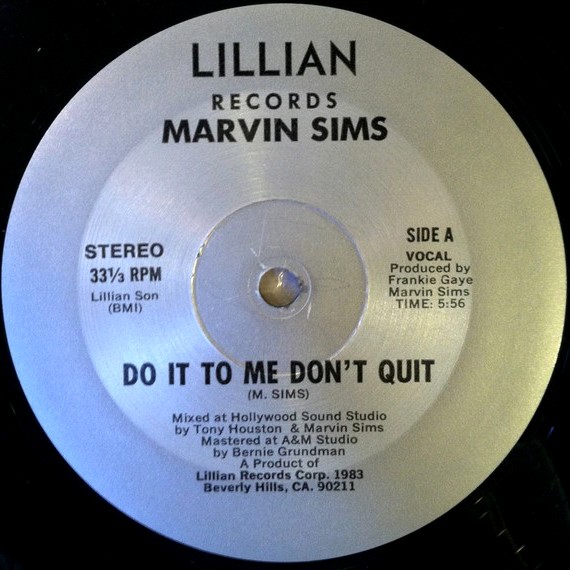 LILLIAN
RECORDS
MARVIN SIMS
STEREO
33⅓ RPM
Lillian Son
(BMI)
SIDE A
VOCAL
Produced by
Frankie Gaye
Marvin Sims
TIME: 5:56
DO IT TO ME DON'T QUIT
(M. SIMS)
Mixed at Hollywood Sound Studio
by Tony Houston & Marvin Sims
Mastered at A&M Studio
by Bernie Grundman
A Product of
Lillian Records Corp. 1983
Beverly Hills, CA. 90211